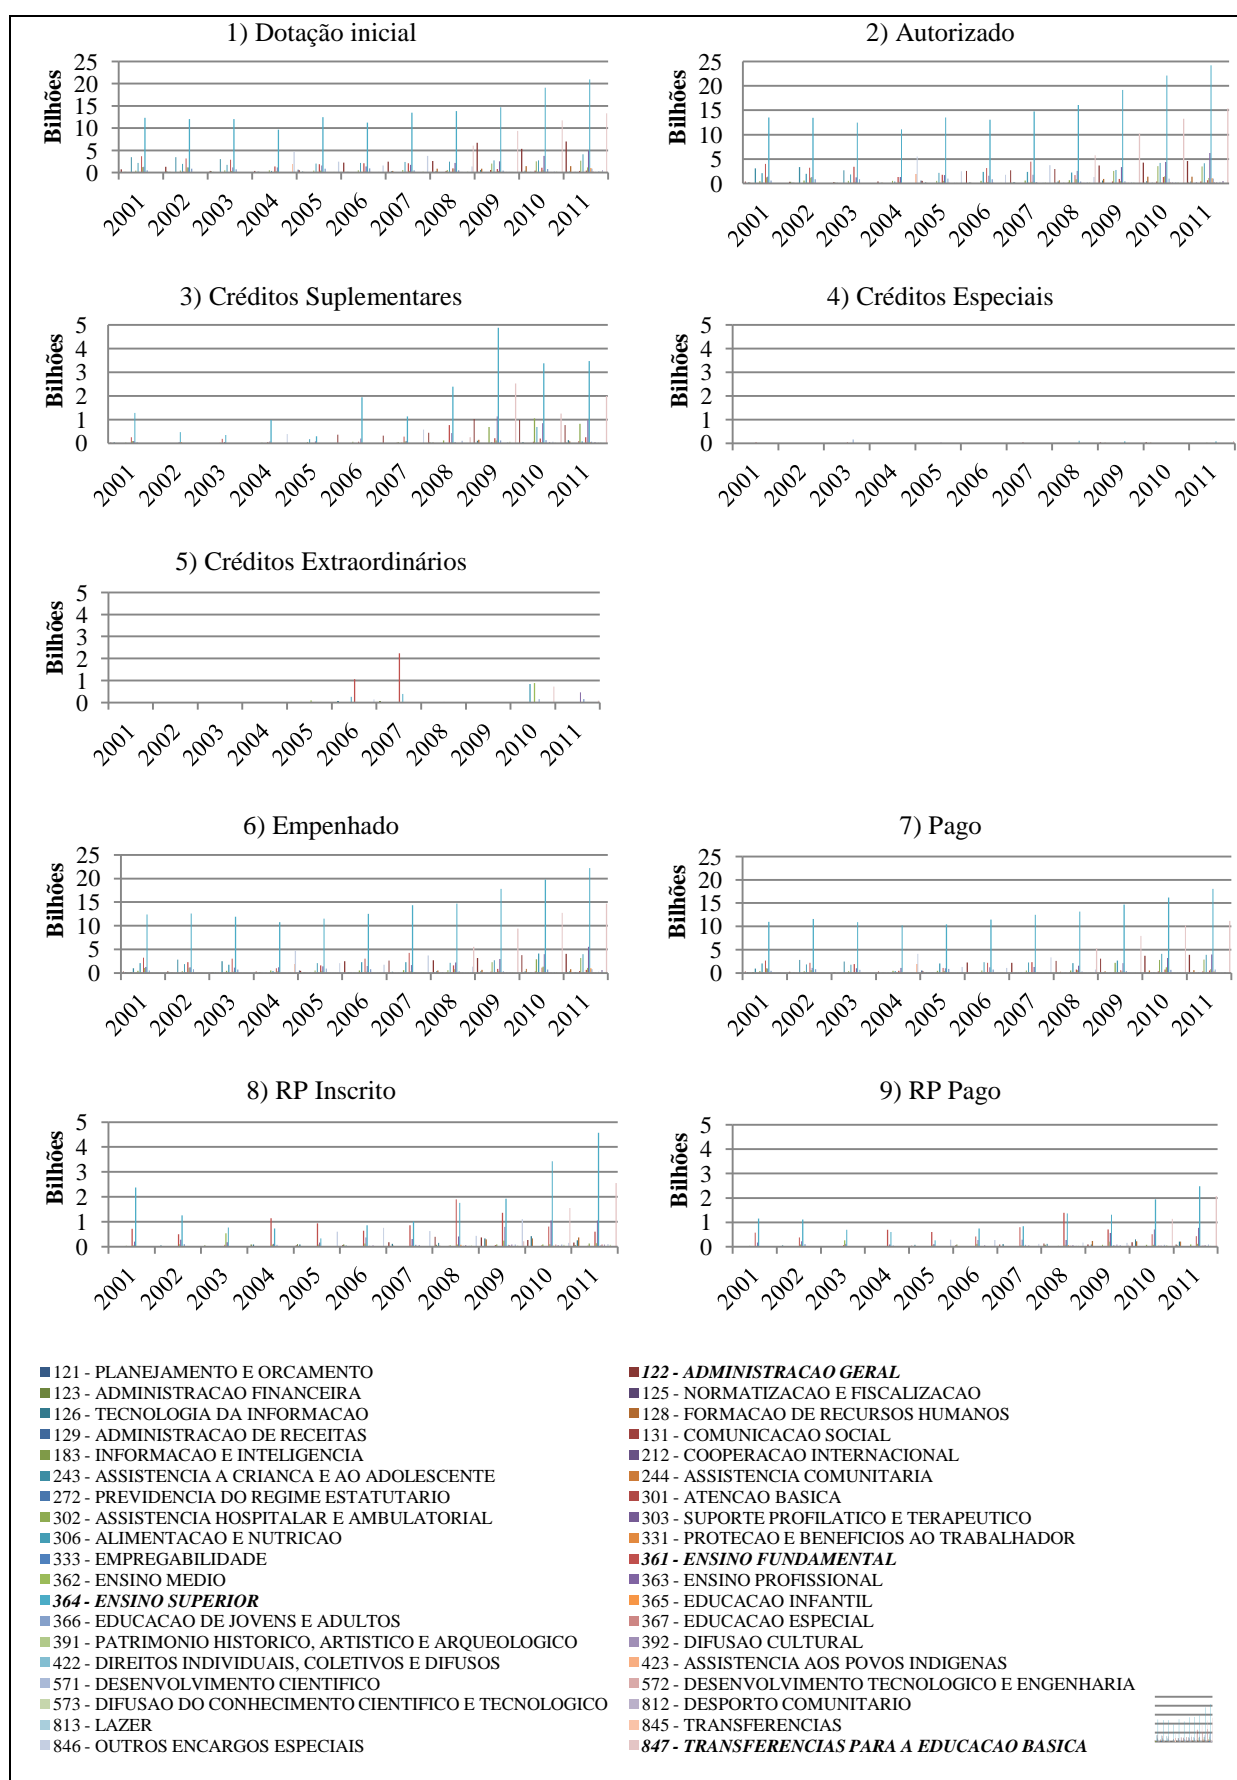 1) Dotação inicial
Bilhões
25
20
15
10
5
0
2001 2002 2003 2004 2005 2006 2007 2008 2009 2010 2011
2) Autorizado
Bilhões
25
20
15
10
5
0
2001 2002 2003 2004 2005 2006 2007 2008 2009 2010 2011
3) Créditos Suplementares
Bilhões
5
4
3
2
1
0
2001 2002 2003 2004 2005 2006 2007 2008 2009 2010 2011
4) Créditos Especiais
Bilhões
5
4
3
2
1
0
2001 2002 2003 2004 2005 2006 2007 2008 2009 2010 2011
5) Créditos Extraordinários
Bilhões
5
4
3
2
1
0
2001 2002 2003 2004 2005 2006 2007 2008 2009 2010 2011
6) Empenhado
Bilhões
25
20
15
10
5
0
2001 2002 2003 2004 2005 2006 2007 2008 2009 2010 2011
7) Pago
Bilhões
25
20
15
10
5
0
2001 2002 2003 2004 2005 2006 2007 2008 2009 2010 2011
8) RP Inscrito
Bilhões
5
4
3
2
1
0
2001 2002 2003 2004 2005 2006 2007 2008 2009 2010 2011
9) RP Pago
Bilhões
5
4
3
2
1
0
2001 2002 2003 2004 2005 2006 2007 2008 2009 2010 2011
121 - PLANEJAMENTO E ORCAMENTO
122 - ADMINISTRACAO GERAL
123 - ADMINISTRACAO FINANCEIRA
125 - NORMATIZACAO E FISCALIZACAO
126 - TECNOLOGIA DA INFORMACAO
128 - FORMACAO DE RECURSOS HUMANOS
129 - ADMINISTRACAO DE RECEITAS
131 - COMUNICACAO SOCIAL
183 - INFORMACAO E INTELIGENCIA
212 - COOPERACAO INTERNACIONAL
243 - ASSISTENCIA A CRIANCA E AO ADOLESCENTE
244 - ASSISTENCIA COMUNITARIA
272 - PREVIDENCIA DO REGIME ESTATUTARIO
301 - ATENCAO BASICA
302 - ASSISTENCIA HOSPITALAR E AMBULATORIAL
303 - SUPORTE PROFILATICO E TERAPEUTICO
306 - ALIMENTACAO E NUTRICAO
331 - PROTECAO E BENEFICIOS AO TRABALHADOR
333 - EMPREGABILIDADE
361 - ENSINO FUNDAMENTAL
362 - ENSINO MEDIO
363 - ENSINO PROFISSIONAL
364 - ENSINO SUPERIOR
365 - EDUCACAO INFANTIL
366 - EDUCACAO DE JOVENS E ADULTOS
367 - EDUCACAO ESPECIAL
391 - PATRIMONIO HISTORICO, ARTISTICO E ARQUEOLOGICO
392 - DIFUSAO CULTURAL
422 - DIREITOS INDIVIDUAIS, COLETIVOS E DIFUSOS
423 - ASSISTENCIA AOS POVOS INDIGENAS
571 - DESENVOLVIMENTO CIENTIFICO
572 - DESENVOLVIMENTO TECNOLOGICO E ENGENHARIA
573 - DIFUSAO DO CONHECIMENTO CIENTIFICO E TECNOLOGICO
812 - DESPORTO COMUNITARIO
813 - LAZER
845 - TRANSFERENCIAS
846 - OUTROS ENCARGOS ESPECIAIS
847 - TRANSFERENCIAS PARA A EDUCACAO BASICA